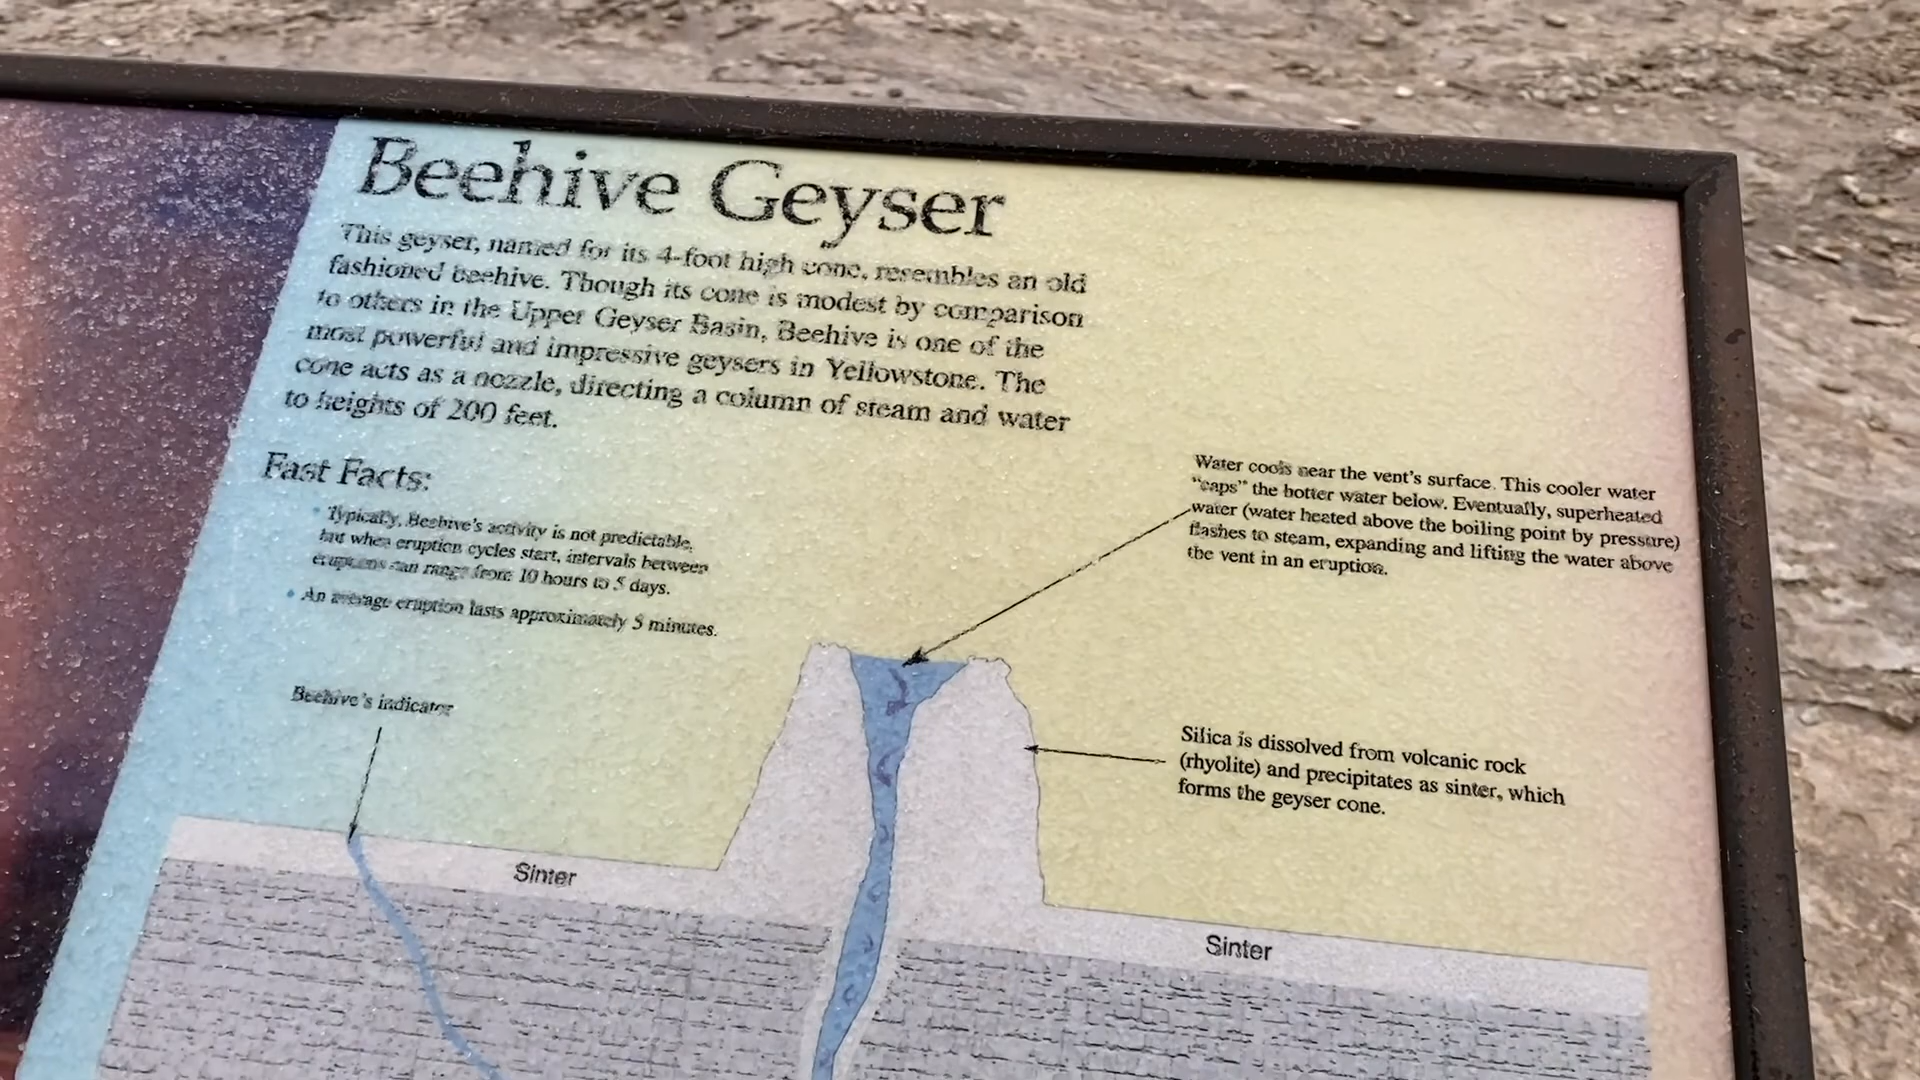 Beehive Geyser
This geyser, named for its 4-foot high cone, resembles an old
fashioned beehive. Though its cone is modest by comparison
to others in the Upper Geyser Basin, Beehive is one of the
most powerful and impressive geysers in Yellowstone. The
cone acts as a nozzle, directing a column of steam and water
to heights of 200 feet.
Fast Facts:
• Typically, Beehive's activity is not predictable,
but when eruption cycles start, intervals between
eruptions can range from 10 hours to 5 days.
• An average eruption lasts approximately 5 minutes.
Water cools near the vent's surface. This cooler water
"caps" the hotter water below. Eventually, superheated
water (water heated above the boiling point by pressure)
flashes to steam, expanding and lifting the water above
the vent in an eruption.
Beehive's indicator
Silica is dissolved from volcanic rock
(rhyolite) and precipitates as sinter, which
forms the geyser cone.
Sinter
Sinter